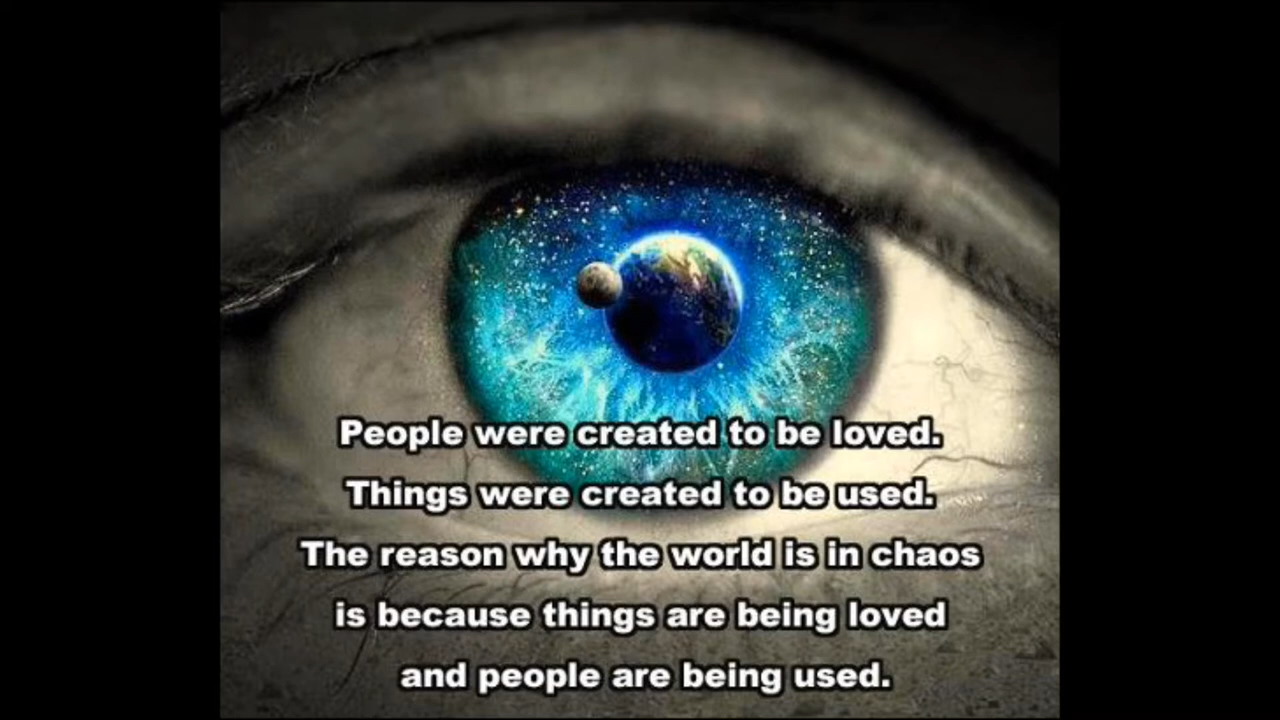 People were created to be loved.
Things were created to be used.
The reason why the world is in chaos
is because things are being loved
and people are being used.